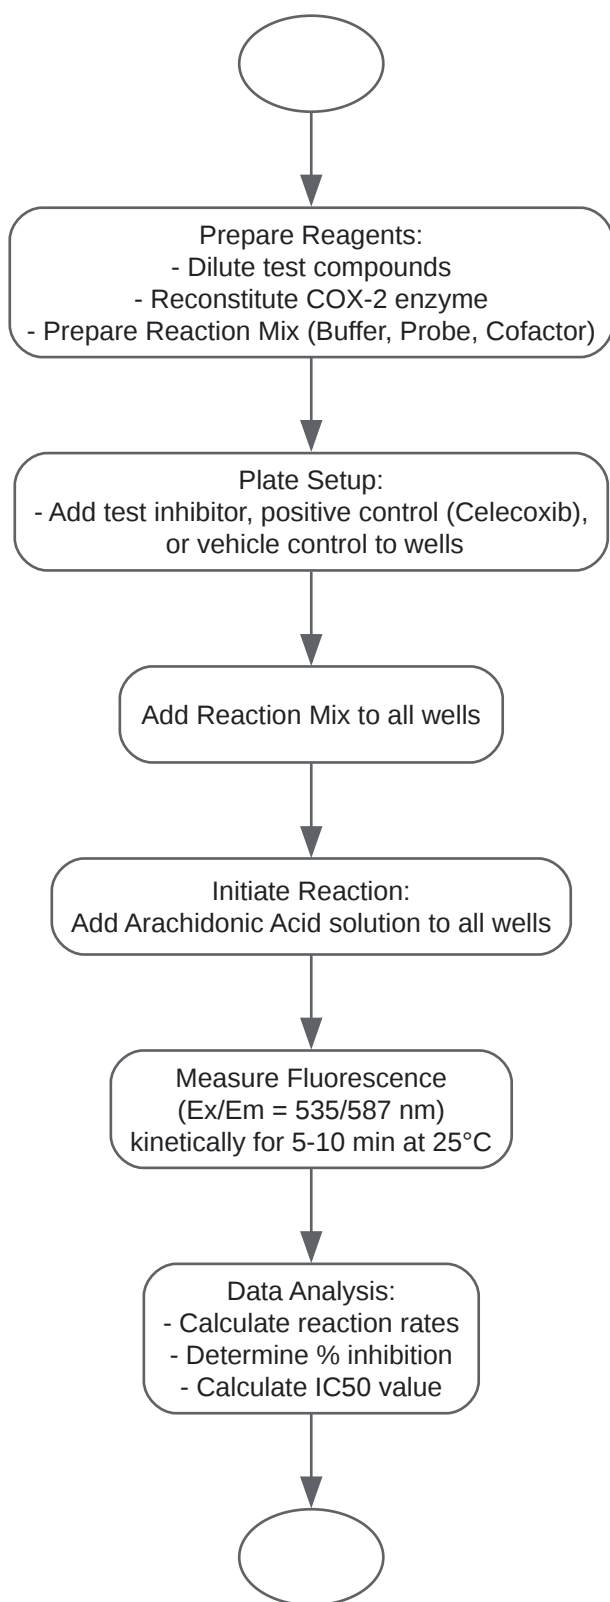 Prepare Reagents:
- Dilute test compounds
- Reconstitute COX-2 enzyme
- Prepare Reaction Mix (Buffer, Probe, Cofactor)
Plate Setup:
- Add test inhibitor, positive control (Celecoxib),
or vehicle control to wells
Add Reaction Mix to all wells
Initiate Reaction:
Add Arachidonic Acid solution to all wells
Measure Fluorescence
(Ex/Em = 535/587 nm)
kinetically for 5-10 min at 25°C
Data Analysis:
- Calculate reaction rates
- Determine % inhibition
- Calculate IC50 value